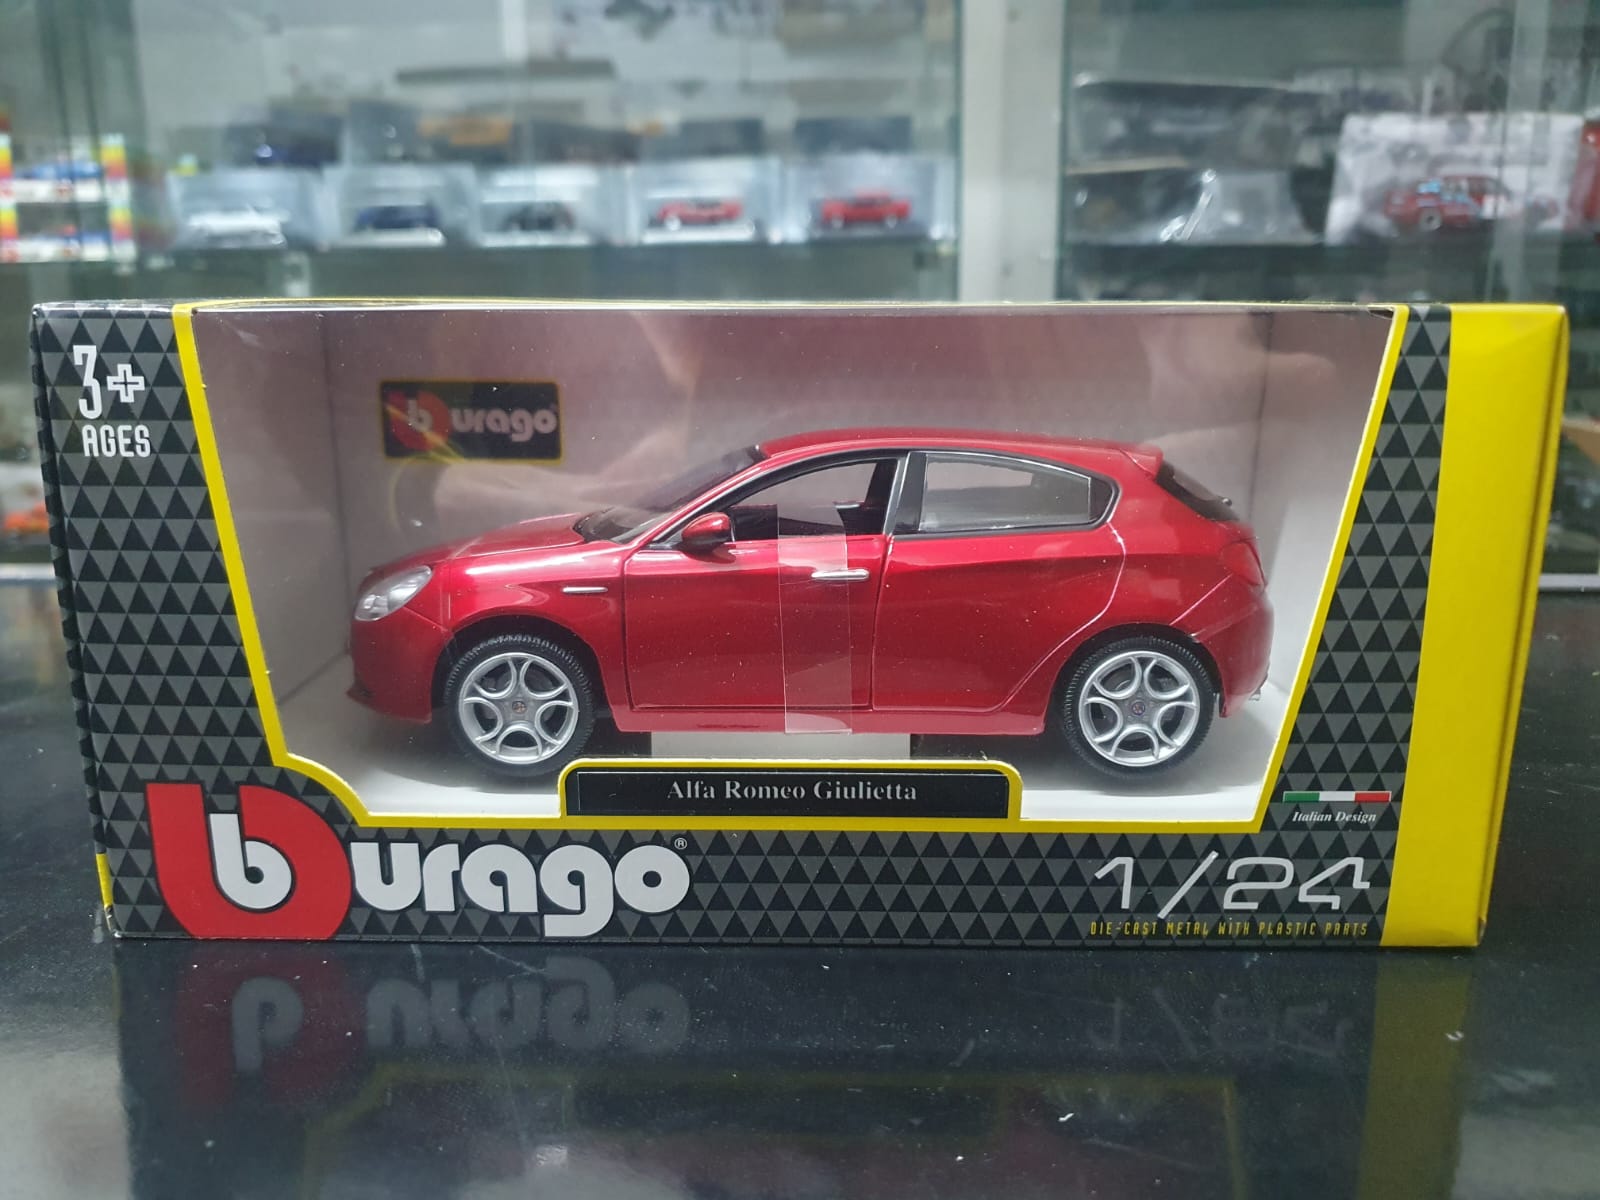 3+
AGES
burago
Alfa Romeo Giulietta
Italian Design
burago®
1/24
DIE-CAST METAL WITH PLASTIC PARTS